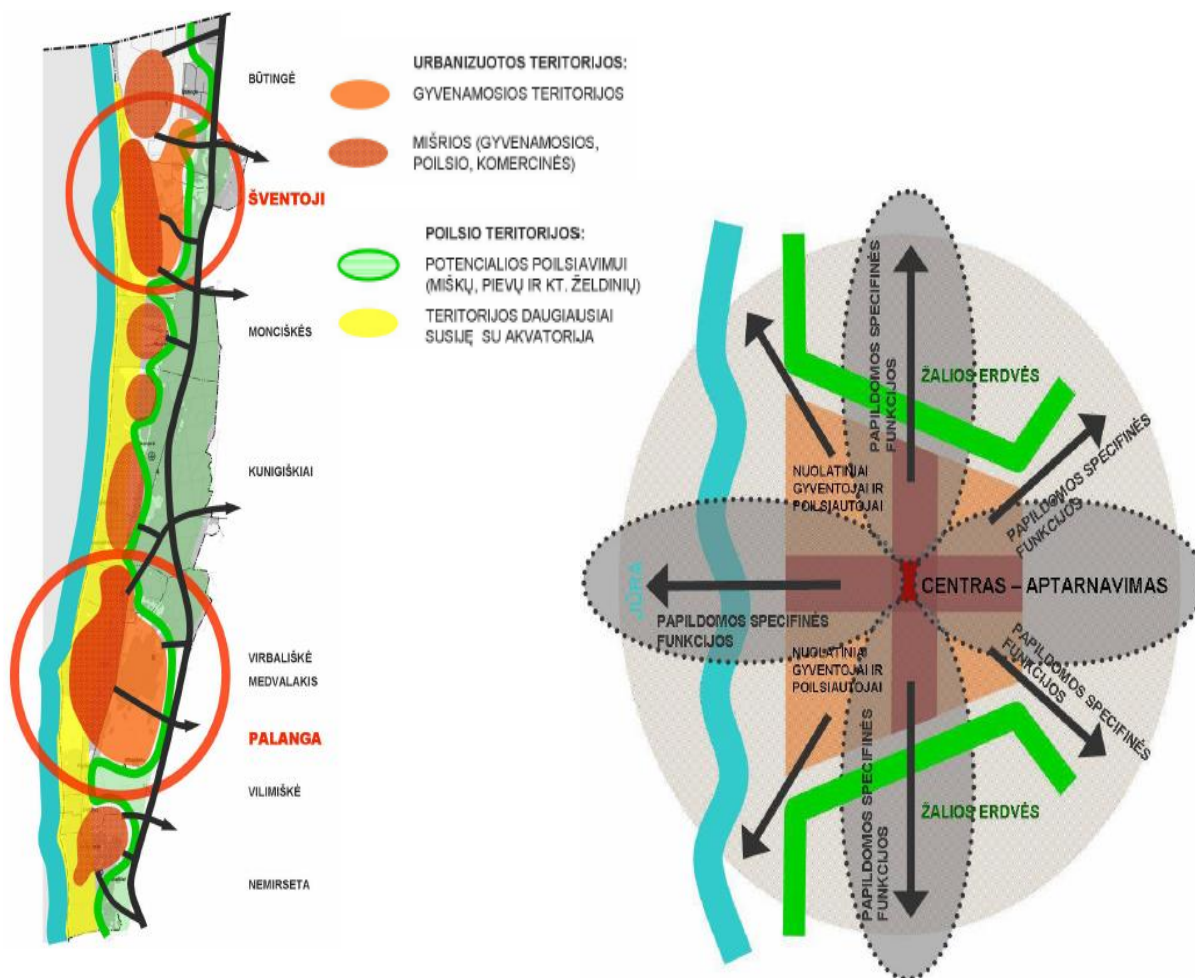 BŪTINGĖ
ŠVENTOJI
MONCIŠKĖS
KUNIGIŠKIAI
VIRBALIŠKĖ
MEDVALAKIS
PALANGA
VILIMIŠKĖ
NEMIRSETA
URBANIZUOTOS TERITORIJOS:
GYVENAMOSIOS TERITORIJOS
MIŠRIOS (GYVENAMOSIOS,
POILSIO, KOMERCINĖS)
POILSIO TERITORIJOS:
POTENCIALIOS POILSIAVIMUI
(MIŠKŲ, PIEVŲ IR KT. ŽELDINIŲ)
TERITORIJOS DAUGIAUSIAI
SUSIJĘ SU AKVATORIJA
PAPILDOMOS SPECIFINĖS
FUNKCIJOS
ŽALIOS ERDVĖS
PAPILDOMOS SPECIFINĖS
FUNKCIJOS
NUOLATINIAI
GYVENTOJAI IR
POILSIAUTOJAI
JŪRA
CENTRAS – APTARNAVIMAS
PAPILDOMOS SPECIFINĖS
FUNKCIJOS
NUOLATINIAI
GYVENTOJAI IR
POILSIAUTOJAI
PAPILDOMOS SPECIFINĖS
FUNKCIJOS
PAPILDOMOS SPECIFINĖS
FUNKCIJOS
ŽALIOS ERDVĖS